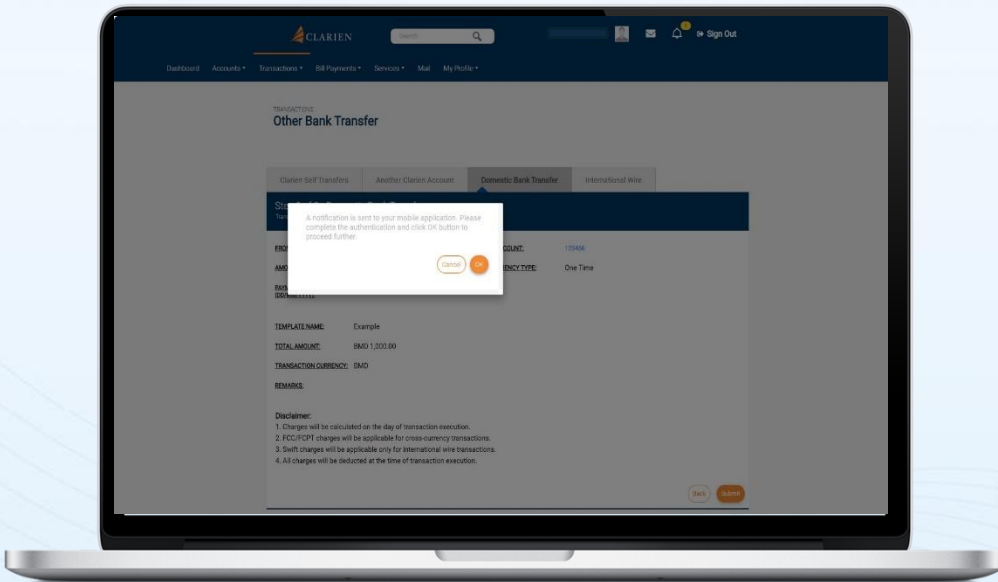 CLARIEN
Search
Sign Out
Dashboard Accounts Transactions Bill Payments Services Mail My Profile
TRANSACTIONS
Other Bank Transfer
Clarien Self Transfers Another Clarien Account Domestic Bank Transfer International Wire
A notification is sent to your mobile application. Please
complete the authentication and click OK button to
proceed further.
Cancel OK
123456
One Time
TEMPLATE NAME: Example
TOTAL AMOUNT: BMD 1,000.00
TRANSACTION CURRENCY: BMD
REMARKS:
Disclaimer:
1. Charges will be calculated on the day of transaction execution.
2. FCC/FCPT charges will be applicable for cross-currency transactions.
3. Swift charges will be applicable only for international wire transactions.
4. All charges will be deducted at the time of transaction execution.
Back Submit